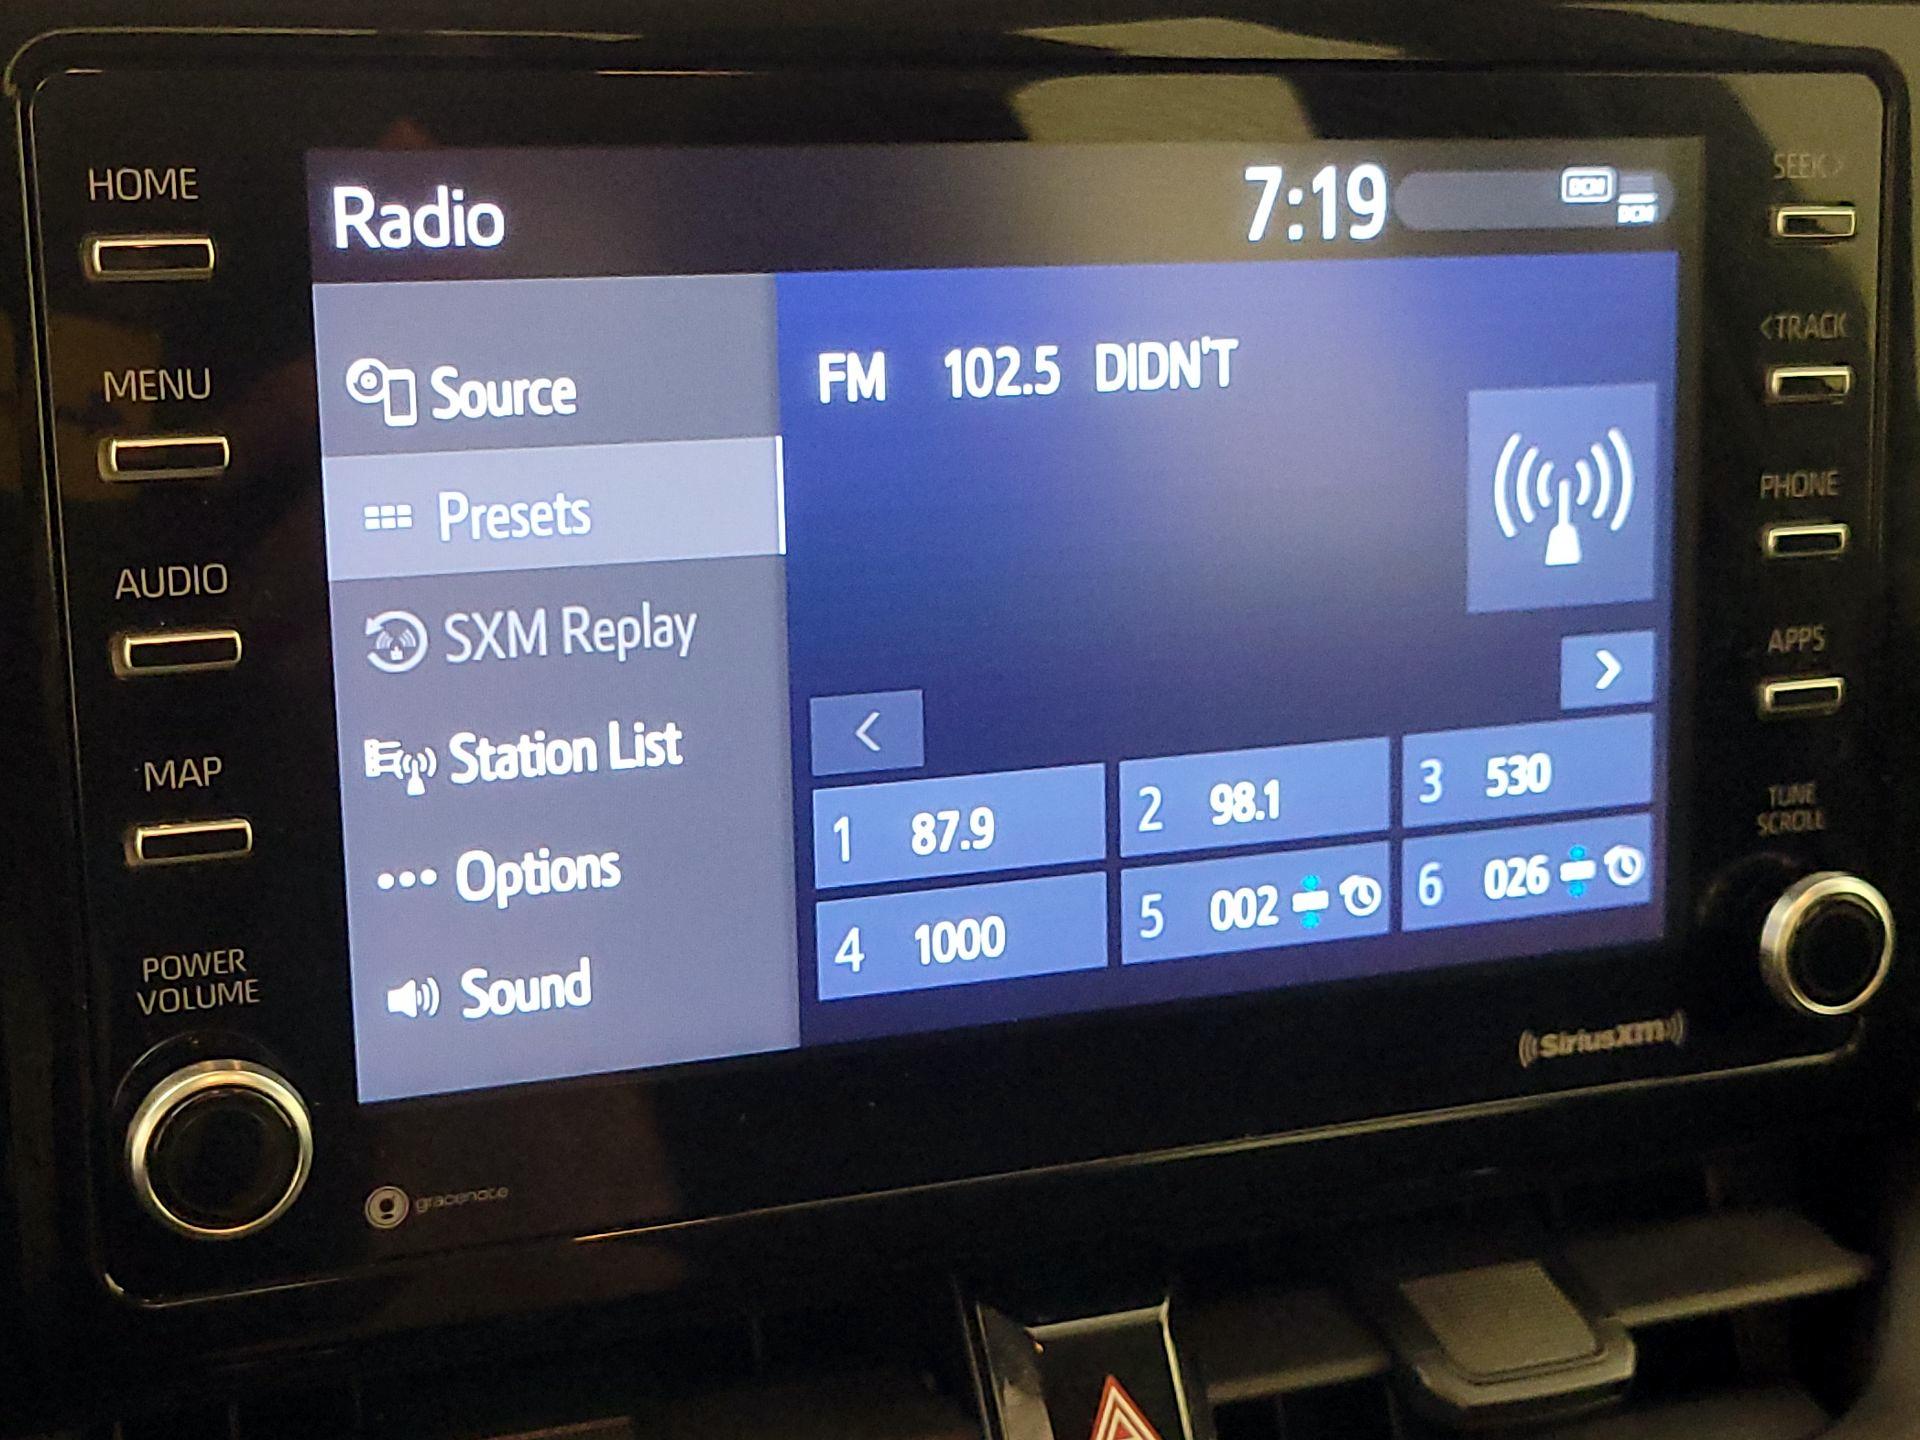 HOME
MENU
AUDIO
MAP
POWER
VOLUME
Radio
7:19
DCM
DCM
Source
Presets
SXM Replay
Station List
Options
Sound
FM 102.5 DIDN'T
<
>
1 87.9
2 98.1
3 530
4 1000
5 002
6 026
SEEK >
< TRACK
PHONE
APPS
TUNE
SCROLL
((SiriusXM))
gracenote